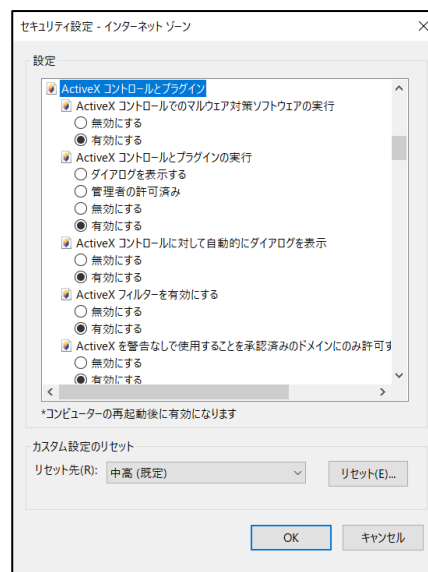 セキュリティ設定 - インターネット ゾーン
設定
ActiveX コントロールとプラグイン
ActiveX コントロールでのマルウェア対策ソフトウェアの実行
無効にする
有効にする
ActiveX コントロールとプラグインの実行
ダイアログを表示する
管理者の許可済み
無効にする
有効にする
ActiveX コントロールに対して自動的にダイアログを表示
無効にする
有効にする
ActiveX フィルターを有効にする
無効にする
有効にする
ActiveX を警告なしで使用することを承認済みのドメインにのみ許可す
無効にする
有効にする
*コンピューターの再起動後に有効になります
カスタム設定のリセット
リセット先(R): 中高 (既定) リセット(E)...
OK キャンセル